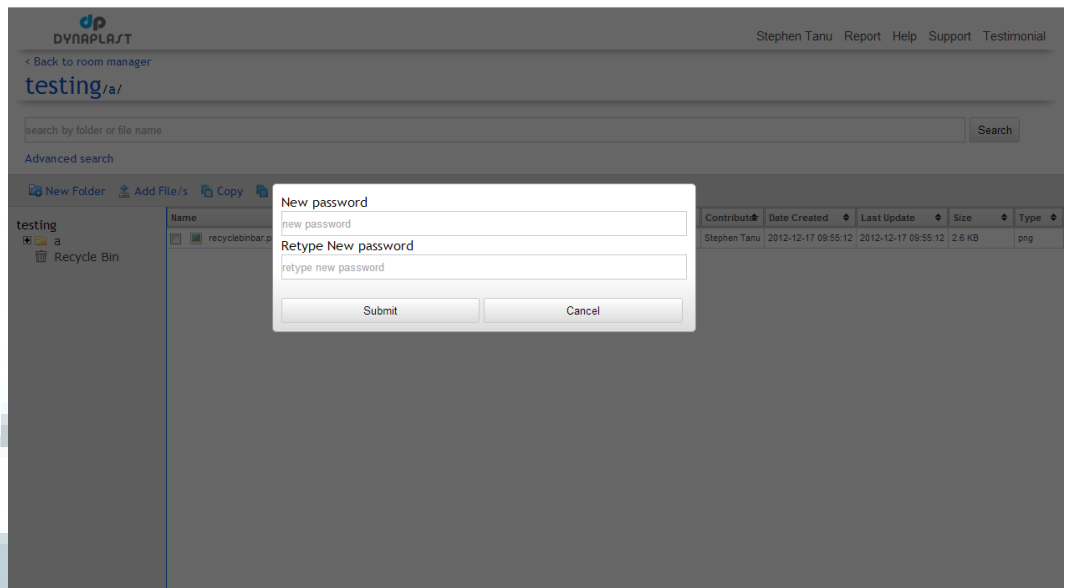 dp
DYNAPLAST
Stephen Tanu Report Help Support Testimonial
< Back to room manager
testing/a/
search by folder or file name
Search
Advanced search
New Folder Add File/s Copy
New password
new password
Retype New password
retype new password
Submit Cancel
testing
a
Recycle Bin
Name Contributor Date Created Last Update Size Type
recyclebinbar.p Stephen Tanu 2012-12-17 09:55:12 2012-12-17 09:55:12 2.6 KB png